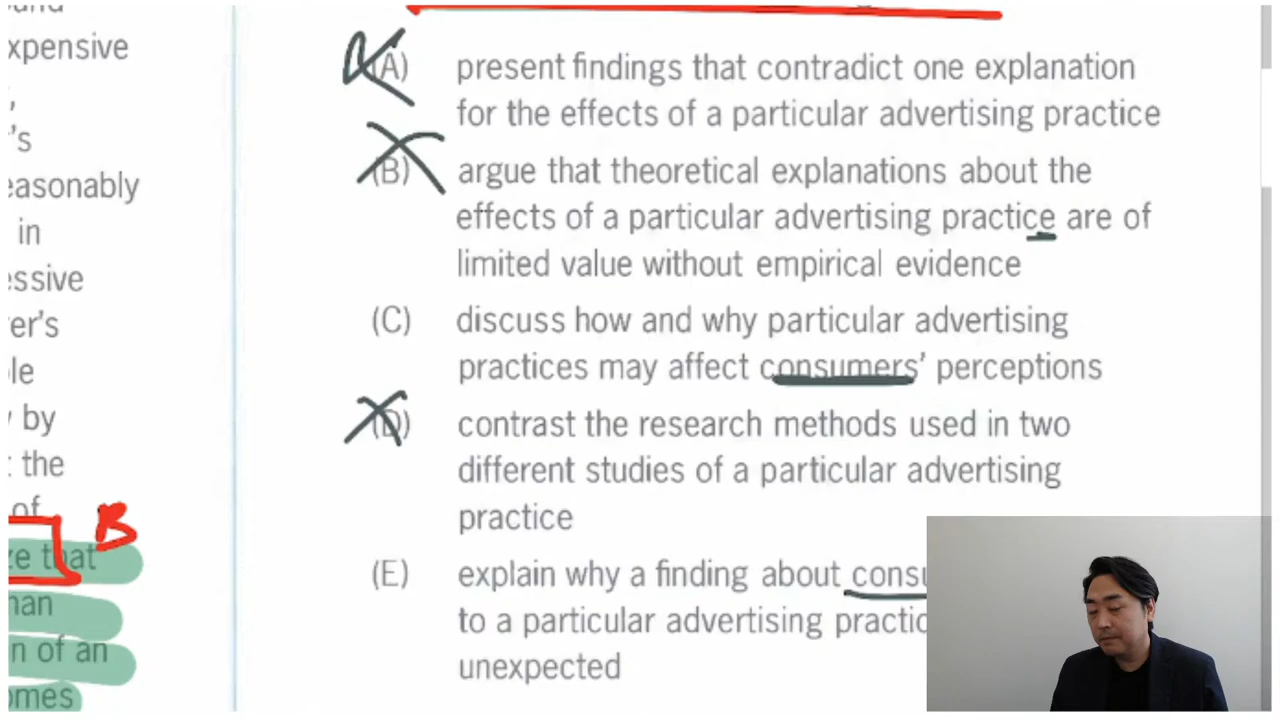 xpensive
's
easonably
in
essive
er's
le
by
the
of
B
ze that
an
n of an
omes
(A) present findings that contradict one explanation
for the effects of a particular advertising practice
(B) argue that theoretical explanations about the
effects of a particular advertising practice are of
limited value without empirical evidence
(C) discuss how and why particular advertising
practices may affect consumers' perceptions
(D) contrast the research methods used in two
different studies of a particular advertising
practice
(E) explain why a finding about consu
to a particular advertising practic
unexpected